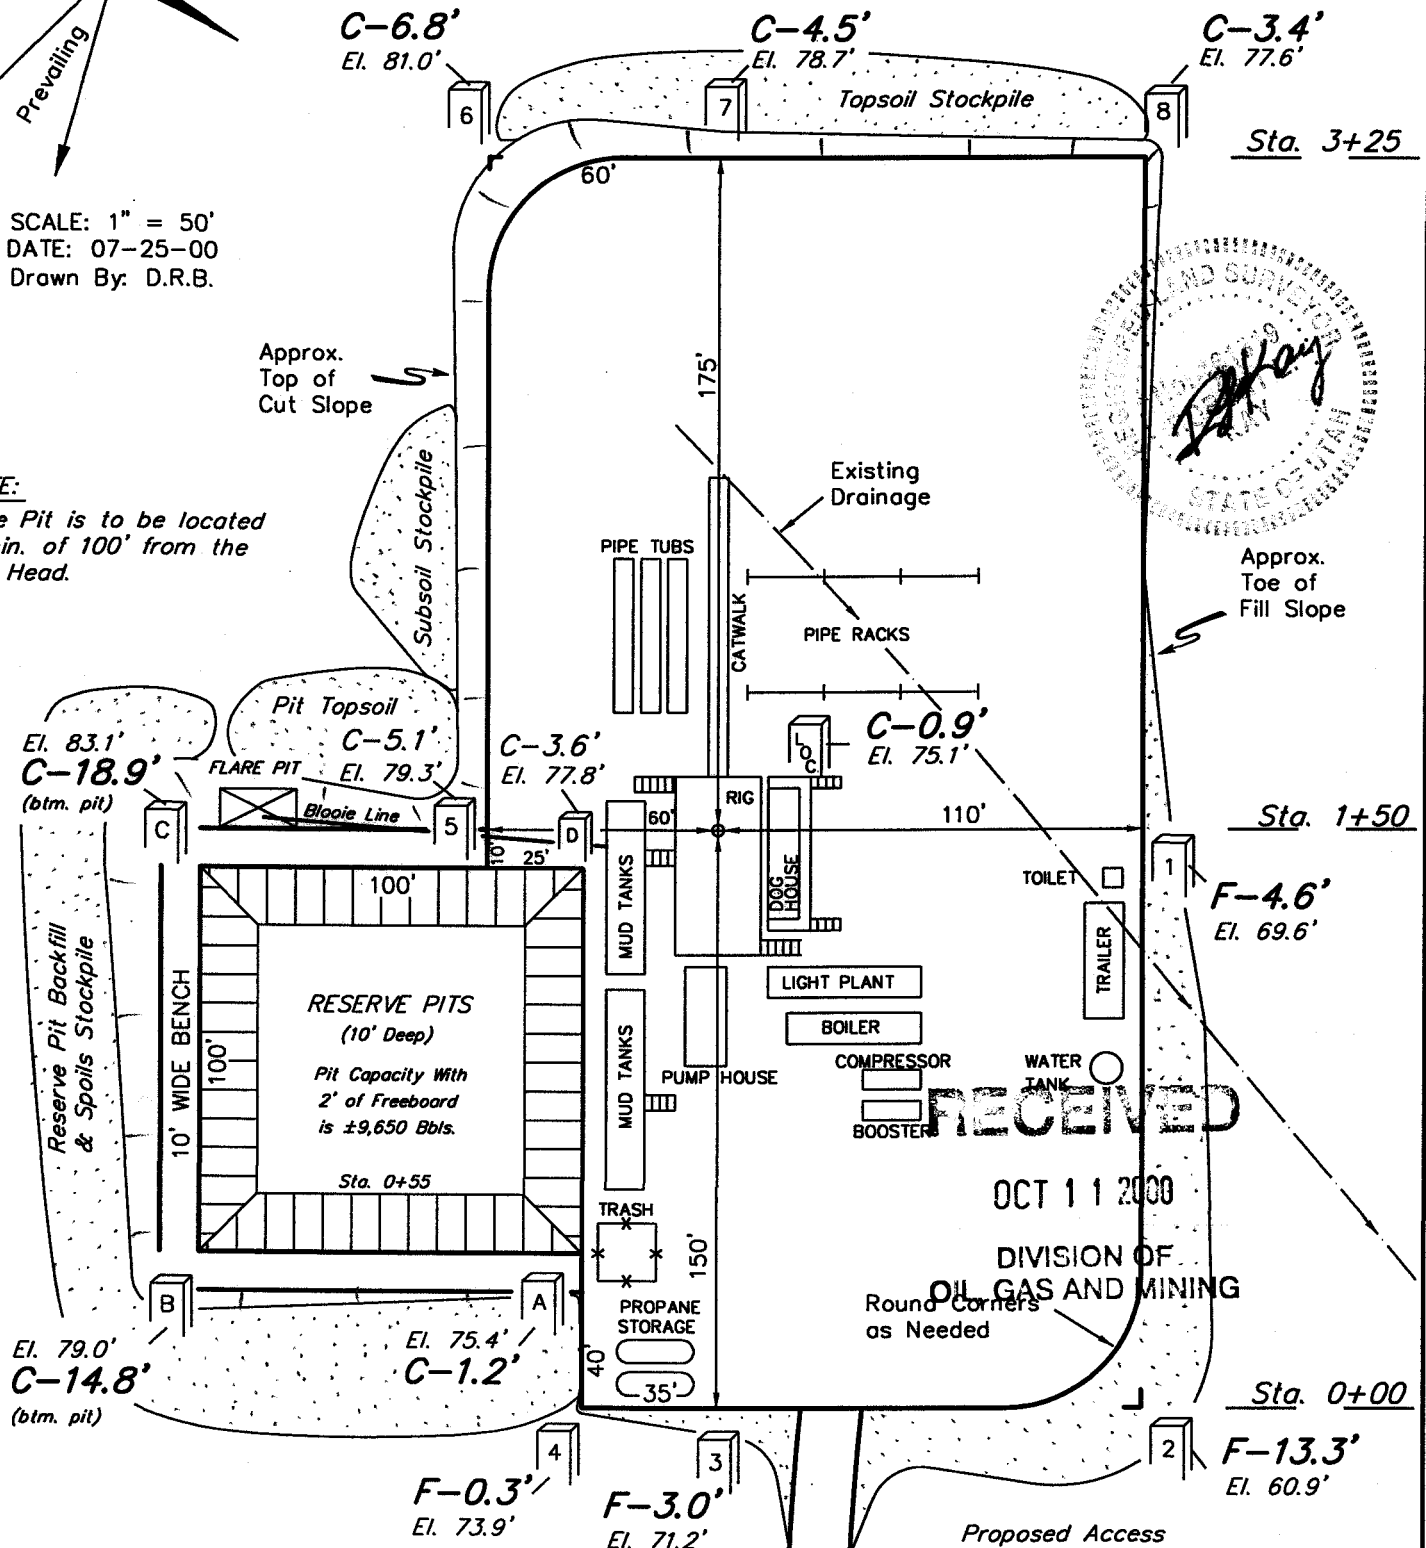 C-6.8'
El. 81.0'
C-4.5'
El. 78.7'
C-3.4'
El. 77.6'
Prevailing
6
7
8
Topsoil Stockpile
Sta. 3+25
60'
SCALE: 1" = 50'
DATE: 07-25-00
Drawn By: D.R.B.
LAND SURVEYOR
STATE OF UTAH
Approx.
Top of
Cut Slope
175'
Existing
Drainage
Subsoil Stockpile
E:
e Pit is to be located
in. of 100' from the
Head.
PIPE TUBS
CATWALK
PIPE RACKS
Approx.
Toe of
Fill Slope
Pit Topsoil
El. 83.1'
C-18.9'
(btm. pit)
FLARE PIT
C-5.1'
El. 79.3'
C-3.6'
El. 77.8'
LOC.
C-0.9'
El. 75.1'
RIG
C
Blooie Line
5
D
60'
110'
Sta. 1+50
10'
25'
100'
MUD TANKS
DOG
HOUSE
TOILET
1
F-4.6'
El. 69.6'
TRAILER
Reserve Pit Backfill
& Spoils Stockpile
10' WIDE BENCH
100'
RESERVE PITS
(10' Deep)
Pit Capacity With
2' of Freeboard
is ±9,650 Bbls.
Sta. 0+55
MUD TANKS
LIGHT PLANT
BOILER
PUMP HOUSE
COMPRESSOR
BOOSTER
WATER
TANK
RECEIVED
OCT 11 2000
DIVISION OF
OIL, GAS AND MINING
TRASH
150'
B
A
PROPANE
STORAGE
Round Corners
as Needed
El. 79.0'
C-14.8'
(btm. pit)
El. 75.4'
C-1.2'
40'
35'
Sta. 0+00
4
3
2
F-0.3'
El. 73.9'
F-3.0'
El. 71.2'
F-13.3'
El. 60.9'
Proposed Access